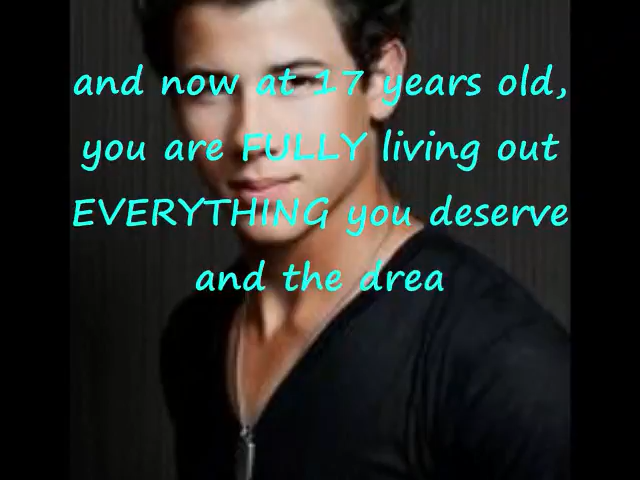 and now at 17 years old,
you are FULLY living out
EVERYTHING you deserve
and the drea